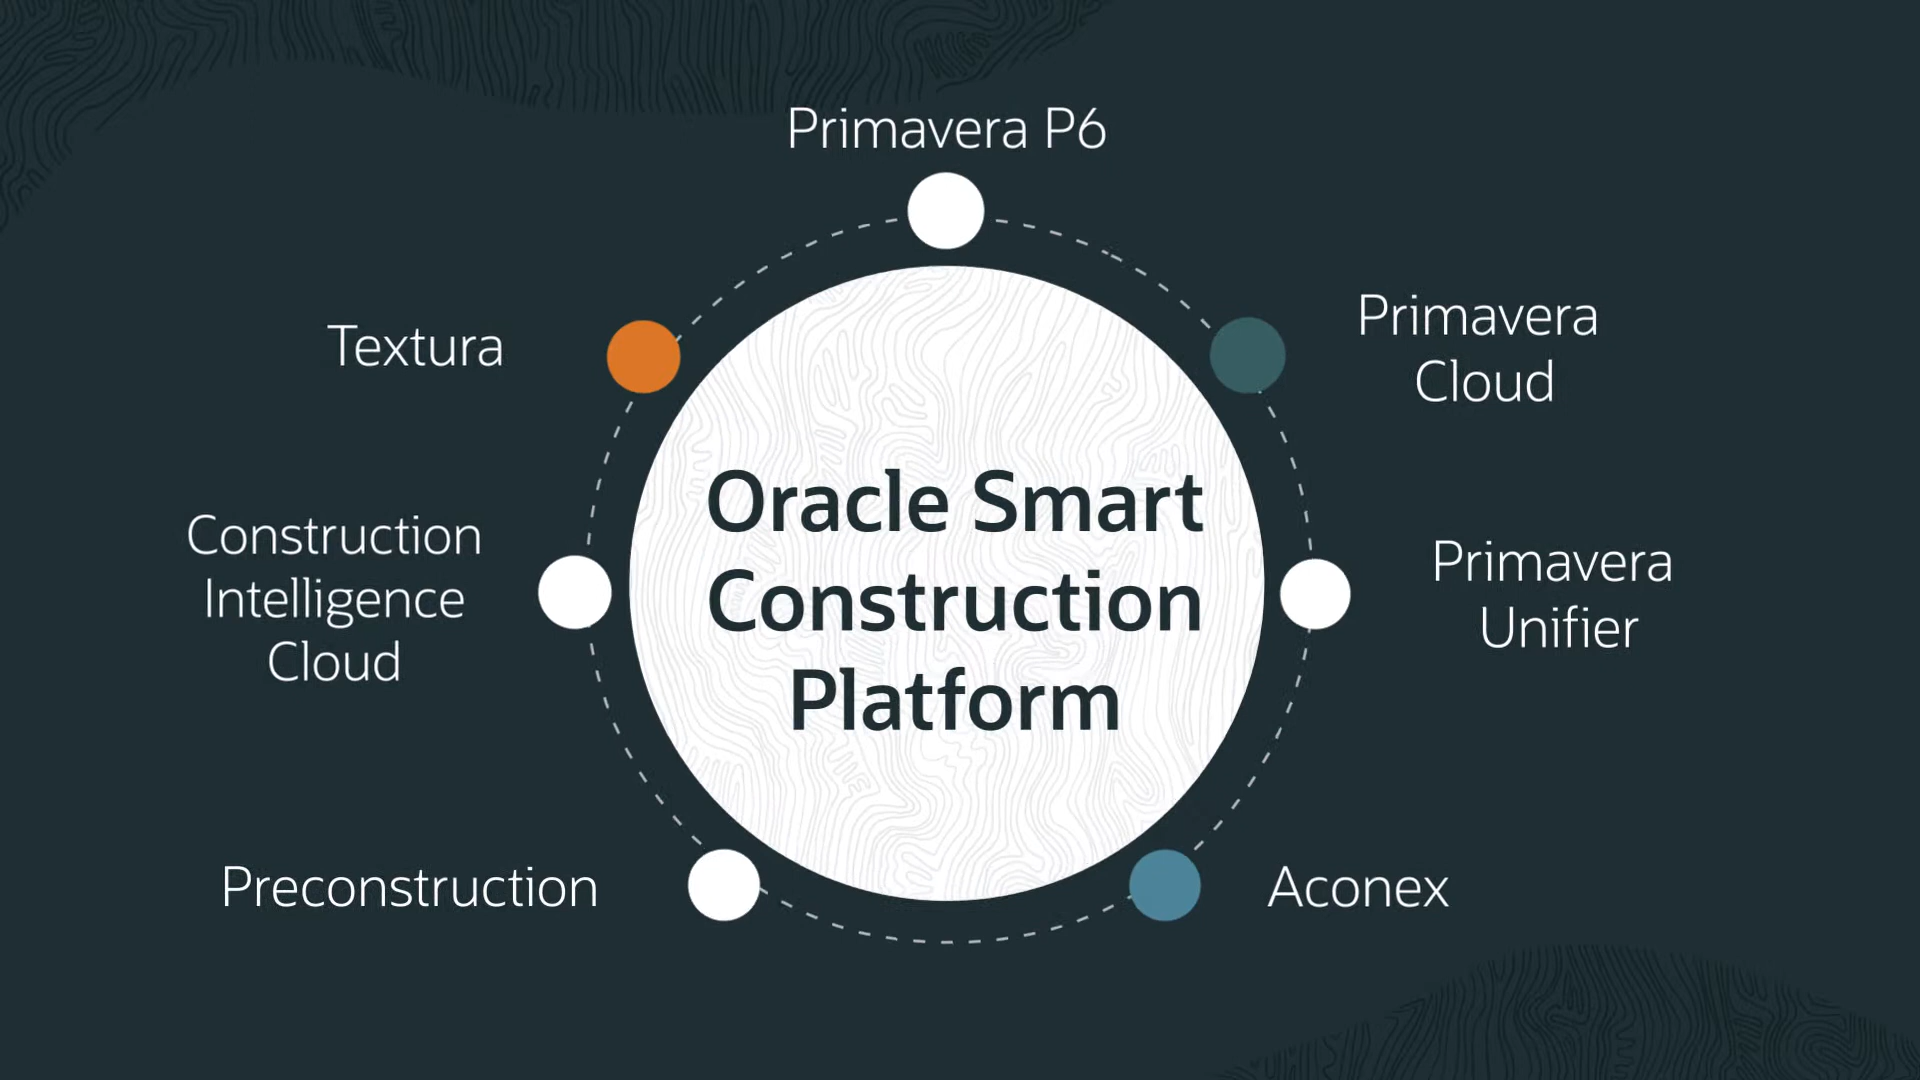 Primavera P6
Textura
Primavera
Cloud
Oracle Smart
Construction
Platform
Construction
Intelligence
Cloud
Primavera
Unifier
Preconstruction
Aconex